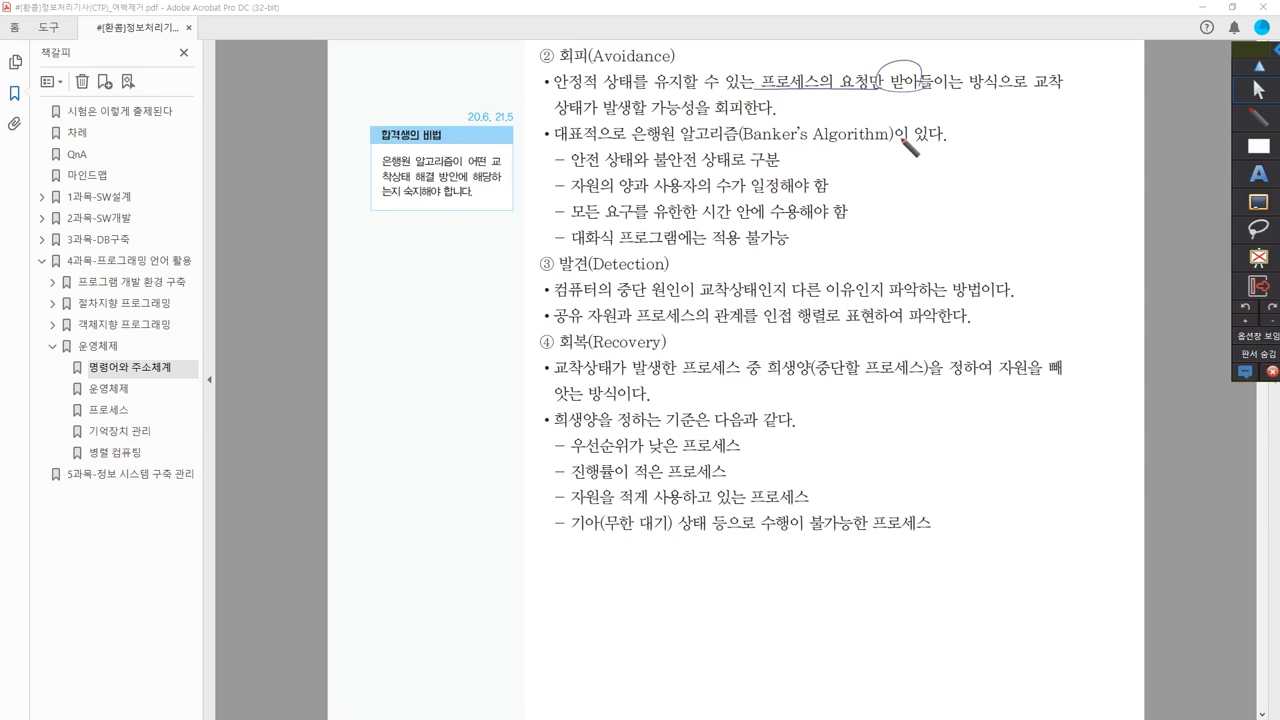 #[환콤]정보처리기사(CTP)_여백제거.pdf - Adobe Acrobat Pro DC (32-bit)
홈 도구 #[환콤]정보처리기... ×
책갈피
시험은 이렇게 출제된다
차례
QnA
마인드맵
1과목-SW설계
2과목-SW개발
3과목-DB구축
4과목-프로그래밍 언어 활용
프로그램 개발 환경 구축
절차지향 프로그래밍
객체지향 프로그래밍
운영체제
명령어와 주소체계
운영체제
프로세스
기억장치 관리
병렬 컴퓨팅
5과목-정보 시스템 구축 관리
20.6, 21.5
합격생의 비법
은행원 알고리즘이 어떤 교
착상태 해결 방안에 해당하
는지 숙지해야 합니다.
② 회피(Avoidance)
• 안정적 상태를 유지할 수 있는 프로세스의 요청만 받아들이는 방식으로 교착
상태가 발생할 가능성을 회피한다.
• 대표적으로 은행원 알고리즘(Banker's Algorithm)이 있다.
– 안전 상태와 불안전 상태로 구분
– 자원의 양과 사용자의 수가 일정해야 함
– 모든 요구를 유한한 시간 안에 수용해야 함
– 대화식 프로그램에는 적용 불가능
③ 발견(Detection)
• 컴퓨터의 중단 원인이 교착상태인지 다른 이유인지 파악하는 방법이다.
• 공유 자원과 프로세스의 관계를 인접 행렬로 표현하여 파악한다.
④ 회복(Recovery)
• 교착상태가 발생한 프로세스 중 희생양(중단할 프로세스)을 정하여 자원을 빼
앗는 방식이다.
• 희생양을 정하는 기준은 다음과 같다.
– 우선순위가 낮은 프로세스
– 진행률이 적은 프로세스
– 자원을 적게 사용하고 있는 프로세스
– 기아(무한 대기) 상태 등으로 수행이 불가능한 프로세스
A
옵션창 보임
판서 숨김